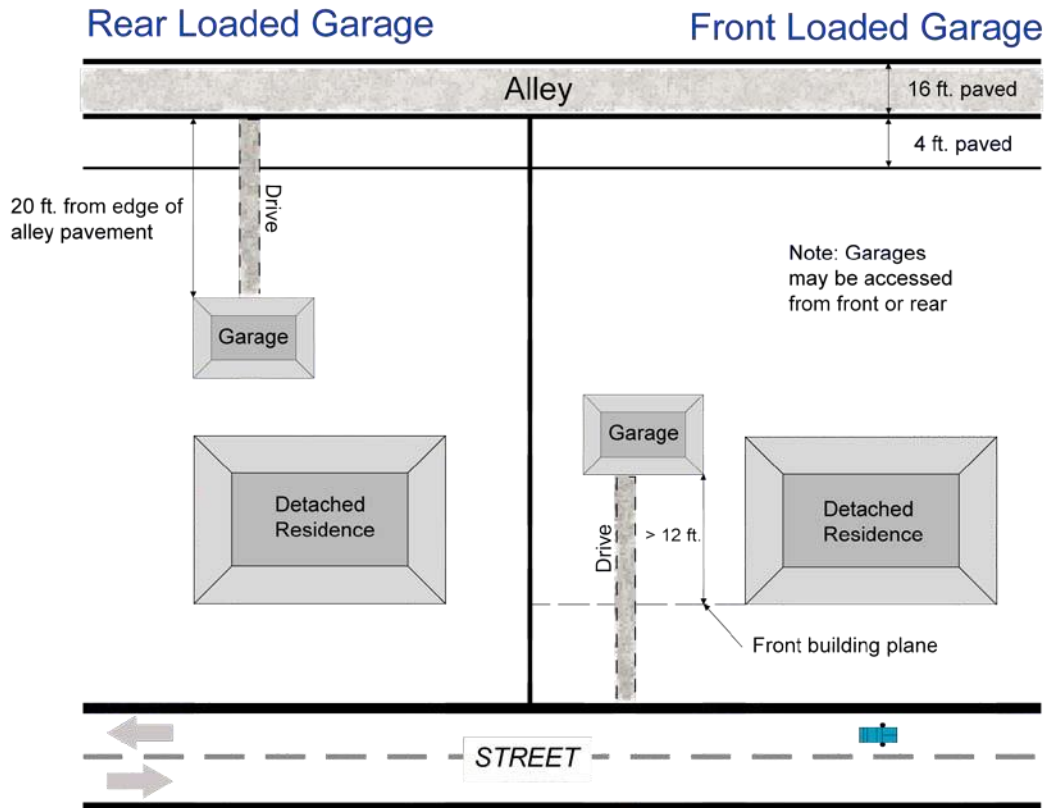 Rear Loaded Garage
Front Loaded Garage
Alley
16 ft. paved
4 ft. paved
20 ft. from edge of
alley pavement
Drive
Note: Garages
may be accessed
from front or rear
Garage
Garage
Detached
Residence
Drive
> 12 ft.
Detached
Residence
Front building plane
STREET